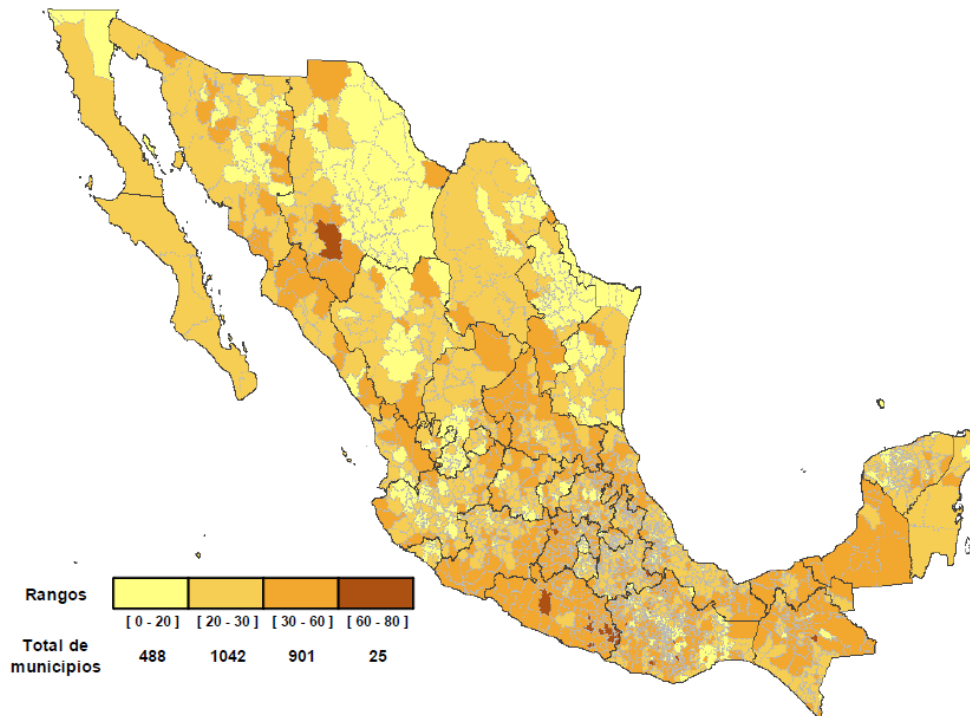 Rangos
[ 0 - 20 ] [ 20 - 30 ] [ 30 - 60 ] [ 60 - 80 ]
Total de
municipios
488 1042 901 25